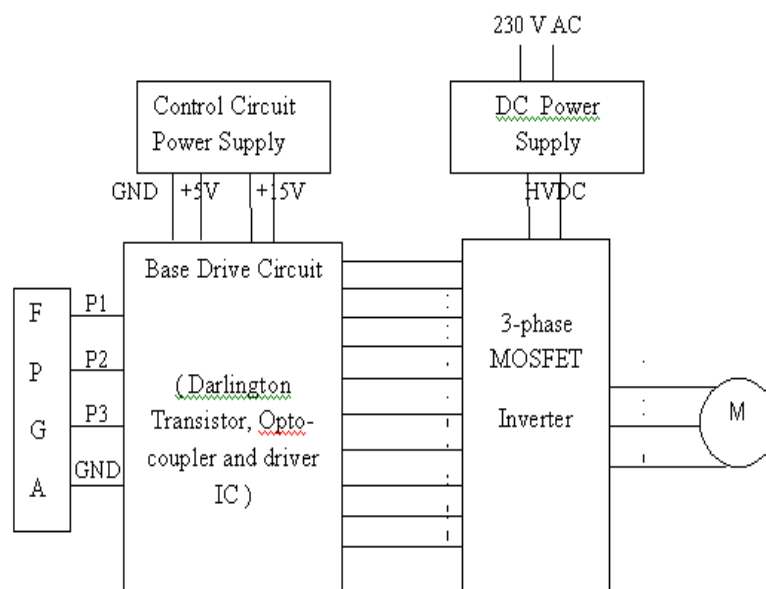 230 V AC
Control Circuit
Power Supply
DC Power
Supply
GND +5V +15V
HVDC
Base Drive Circuit
( Darlington
Transistor, Opto-
coupler and driver
IC )
F
P
G
A
P1
P2
P3
GND
3-phase
MOSFET
Inverter
M